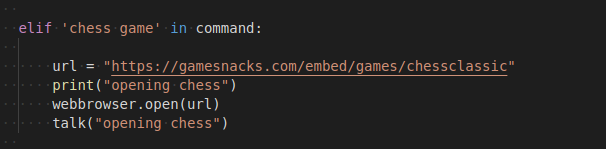 elif 'chess game' in command:
url = "https://gamesnacks.com/embed/games/chessclassic"
print("opening chess")
webbrowser.open(url)
talk("opening chess")